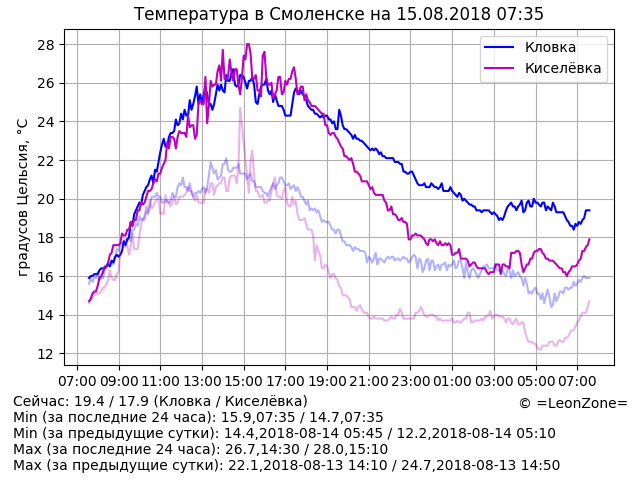 Температура в Смоленске на 15.08.2018 07:35
Кловка
Киселёвка
градусов Цельсия, °C
28
26
24
22
20
18
16
14
12
07:00 09:00 11:00 13:00 15:00 17:00 19:00 21:00 23:00 01:00 03:00 05:00 07:00
Сейчас: 19.4 / 17.9 (Кловка / Киселёвка)
© =LeonZone=
Min (за последние 24 часа): 15.9,07:35 / 14.7,07:35
Min (за предыдущие сутки): 14.4,2018-08-14 05:45 / 12.2,2018-08-14 05:10
Max (за последние 24 часа): 26.7,14:30 / 28.0,15:10
Max (за предыдущие сутки): 22.1,2018-08-13 14:10 / 24.7,2018-08-13 14:50